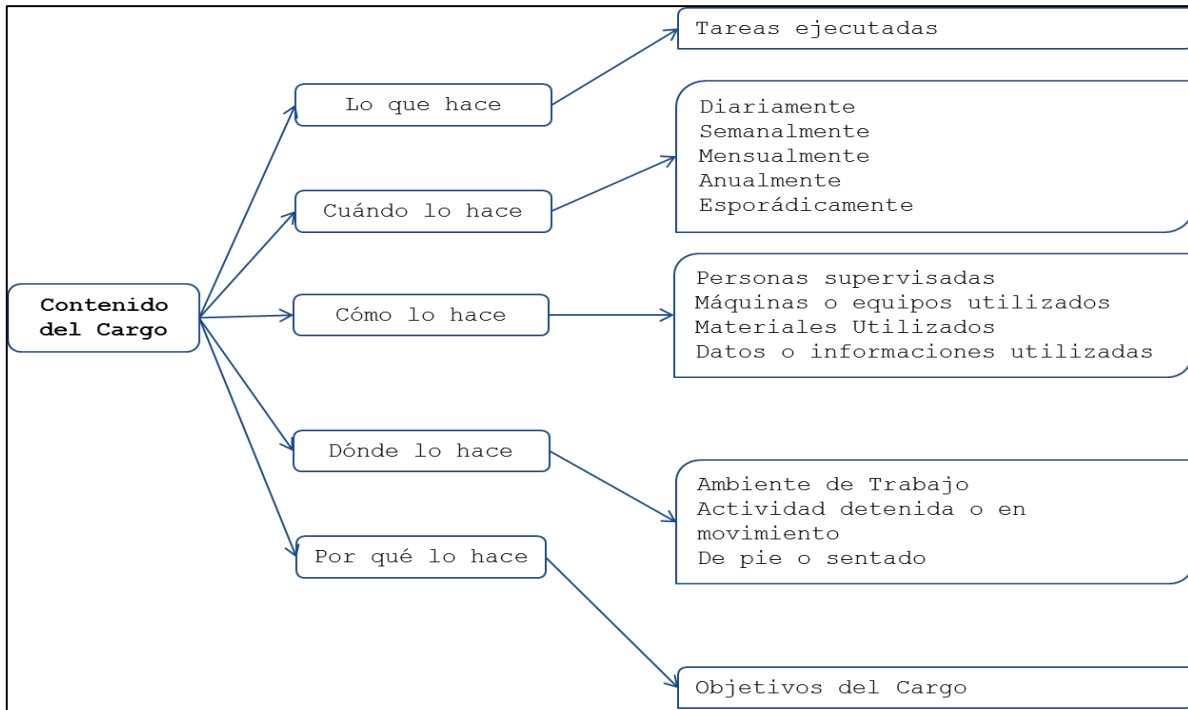 Contenido
del Cargo
Lo que hace
Tareas ejecutadas
Cuándo lo hace
Diariamente
Semanalmente
Mensualmente
Anualmente
Esporádicamente
Cómo lo hace
Personas supervisadas
Máquinas o equipos utilizados
Materiales Utilizados
Datos o informaciones utilizadas
Dónde lo hace
Ambiente de Trabajo
Actividad detenida o en
movimiento
De pie o sentado
Por qué lo hace
Objetivos del Cargo